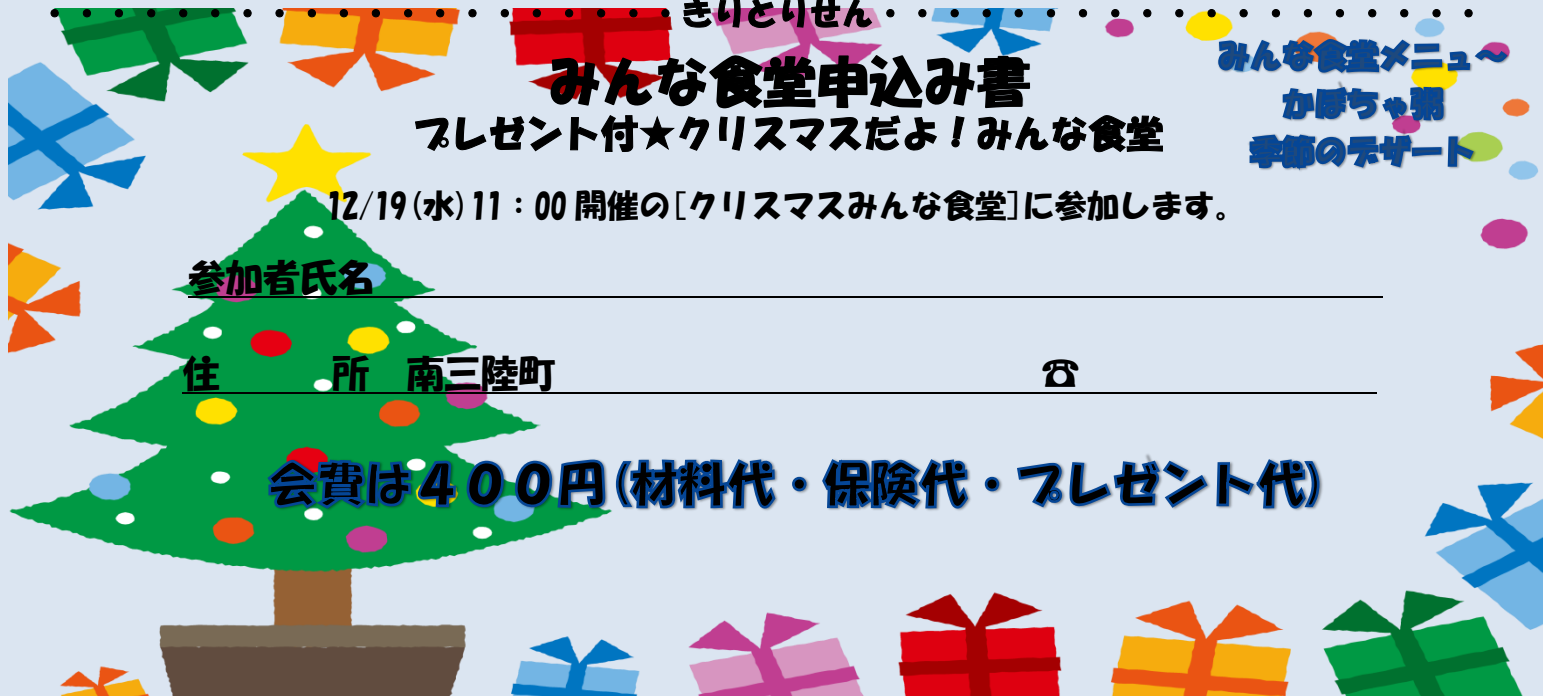 きりとりせん
みんな食堂申込み書
プレゼント付★クリスマスだよ！みんな食堂
みんな食堂メニュ～
かぼちゃ粥
季節のデザート
12/19(水)11：00開催の[クリスマスみんな食堂]に参加します。
参加者氏名
住　　　所　南三陸町　　　　　　　　　　　　　☎
会費は４００円(材料代・保険代・プレゼント代)